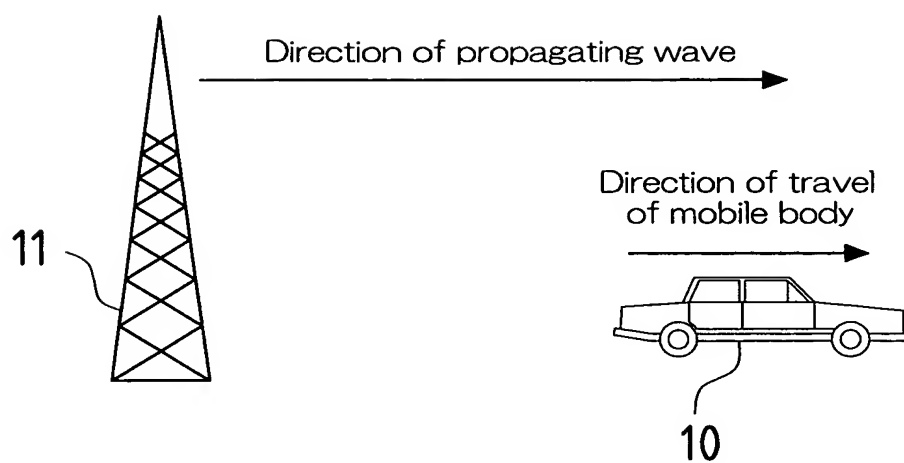 Direction of propagating wave
Direction of travel
of mobile body
11
10